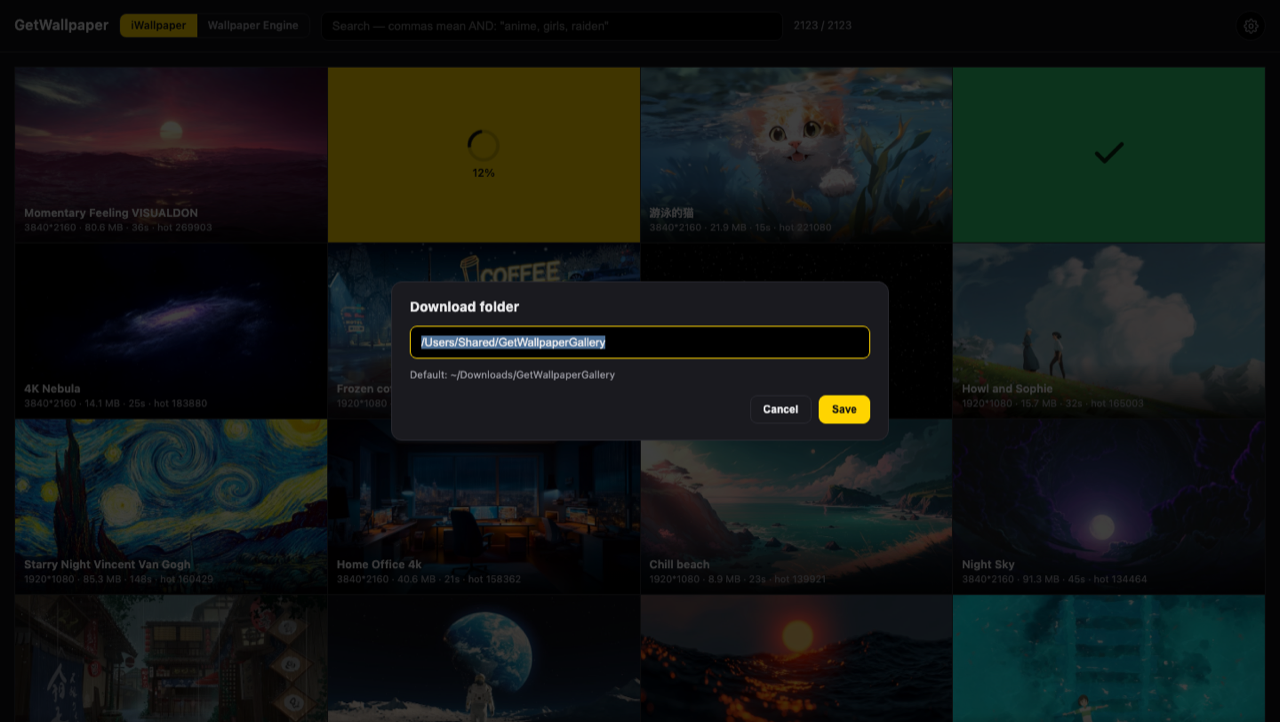 GetWallpaper
iWallpaper
Wallpaper Engine
Search — commas mean AND: "anime, girls, raiden"
2123 / 2123
Momentary Feeling VISUALDON
3840*2160 · 80.6 MB · 36s · hot 269903
12%
游泳的猫
3840*2160 · 21.9 MB · 15s · hot 221080
COFFEE
4K Nebula
3840*2160 · 14.1 MB · 25s · hot 183880
Frozen
1920*1080
Howl and Sophie
1920*1080 · 15.7 MB · 32s · hot 165003
Download folder
/Users/Shared/GetWallpaperGallery
Default: ~/Downloads/GetWallpaperGallery
Cancel
Save
Starry Night Vincent Van Gogh
1920*1080 · 85.3 MB · 148s · hot 160429
Home Office 4k
3840*2160 · 40.6 MB · 21s · hot 158362
Chill beach
1920*1080 · 8.9 MB · 23s · hot 139921
Night Sky
3840*2160 · 91.3 MB · 45s · hot 134464